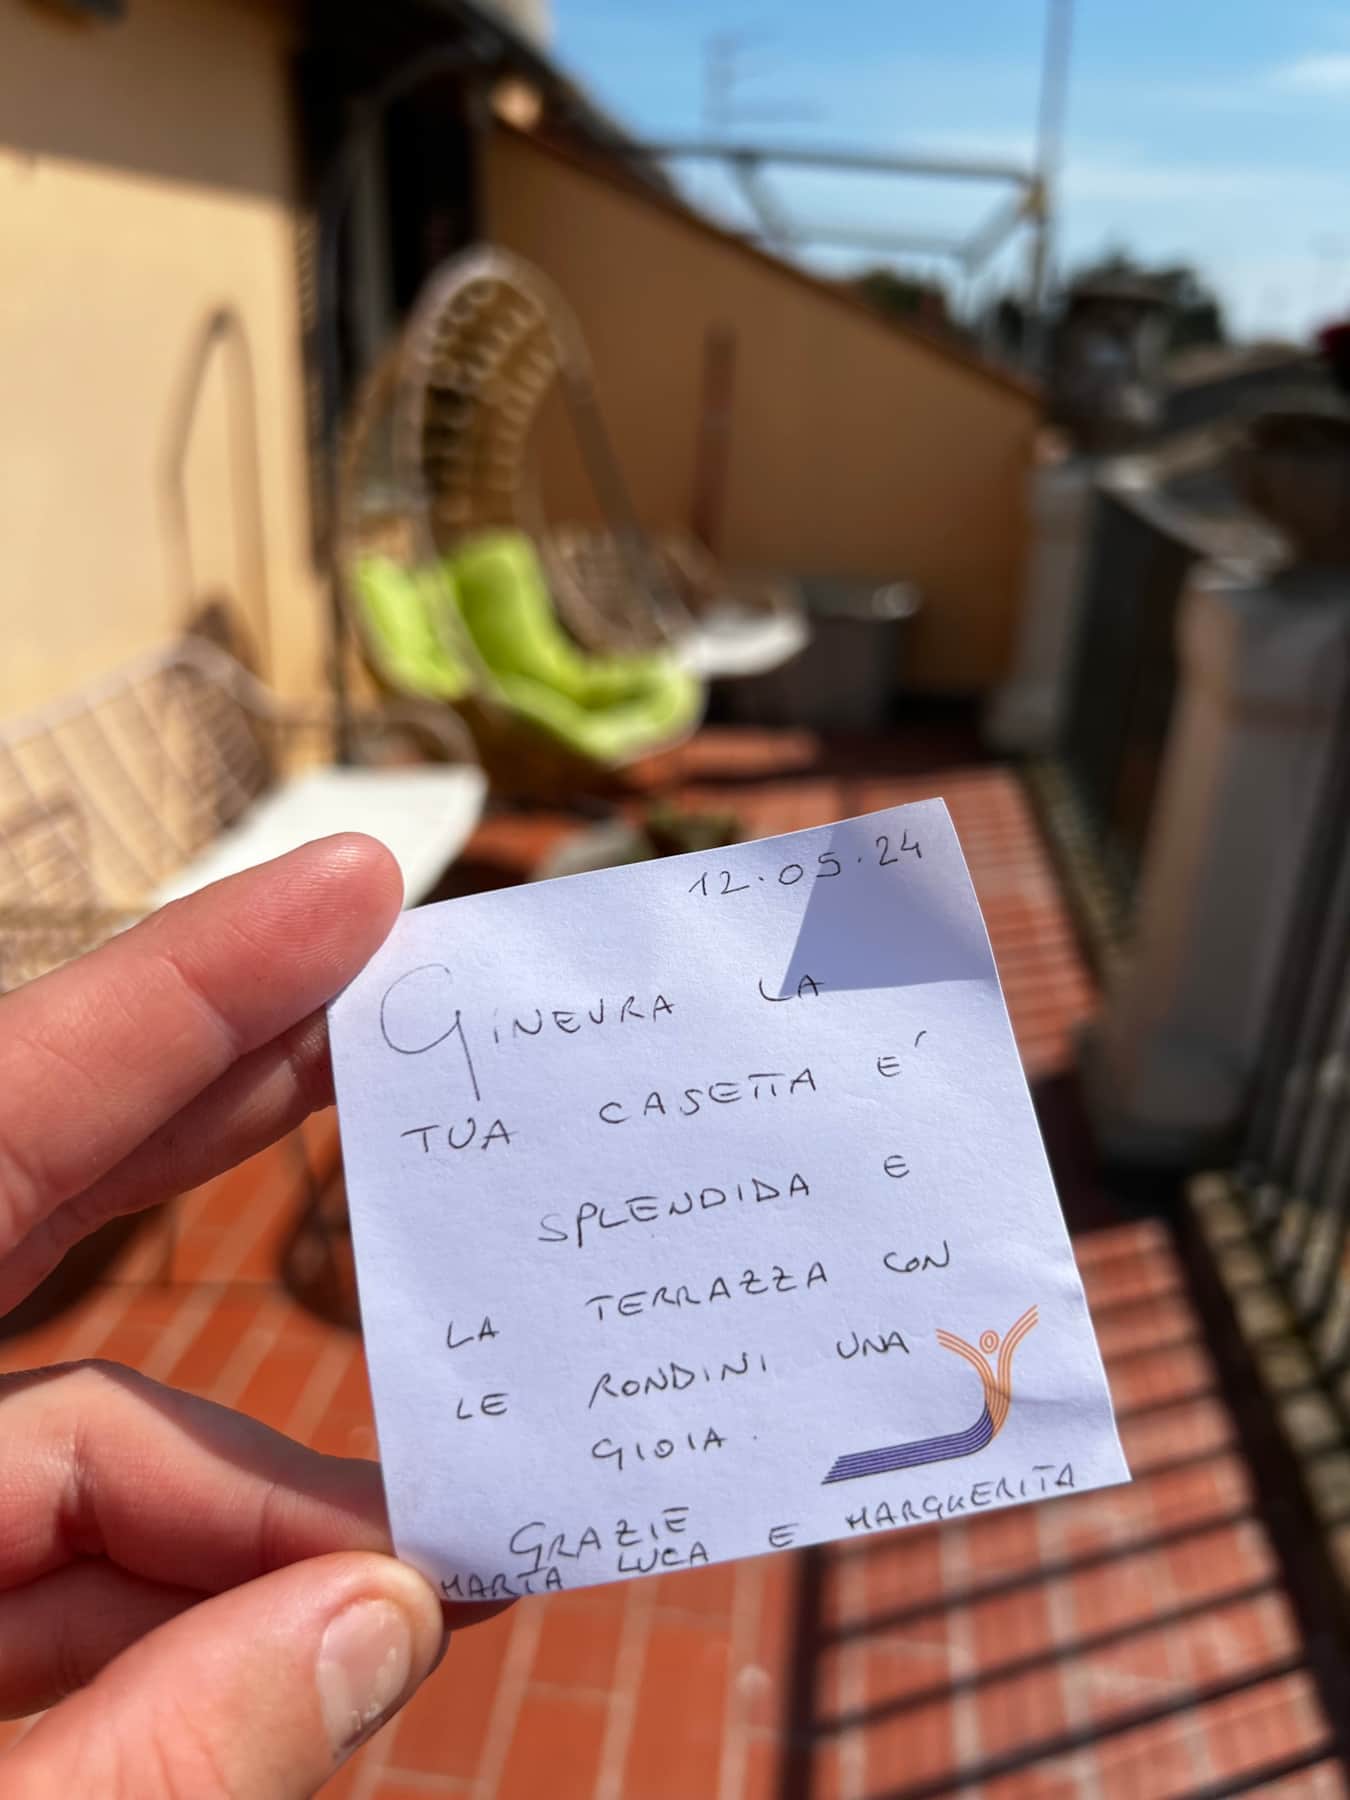 12.05.24
GINEVRA LA
TUA CASETTA E'
SPLENDIDA E
LA TERRAZZA CON
LE RONDINI UNA
GIOIA.
GRAZIE
MARTA LUCA E MARGHERITA